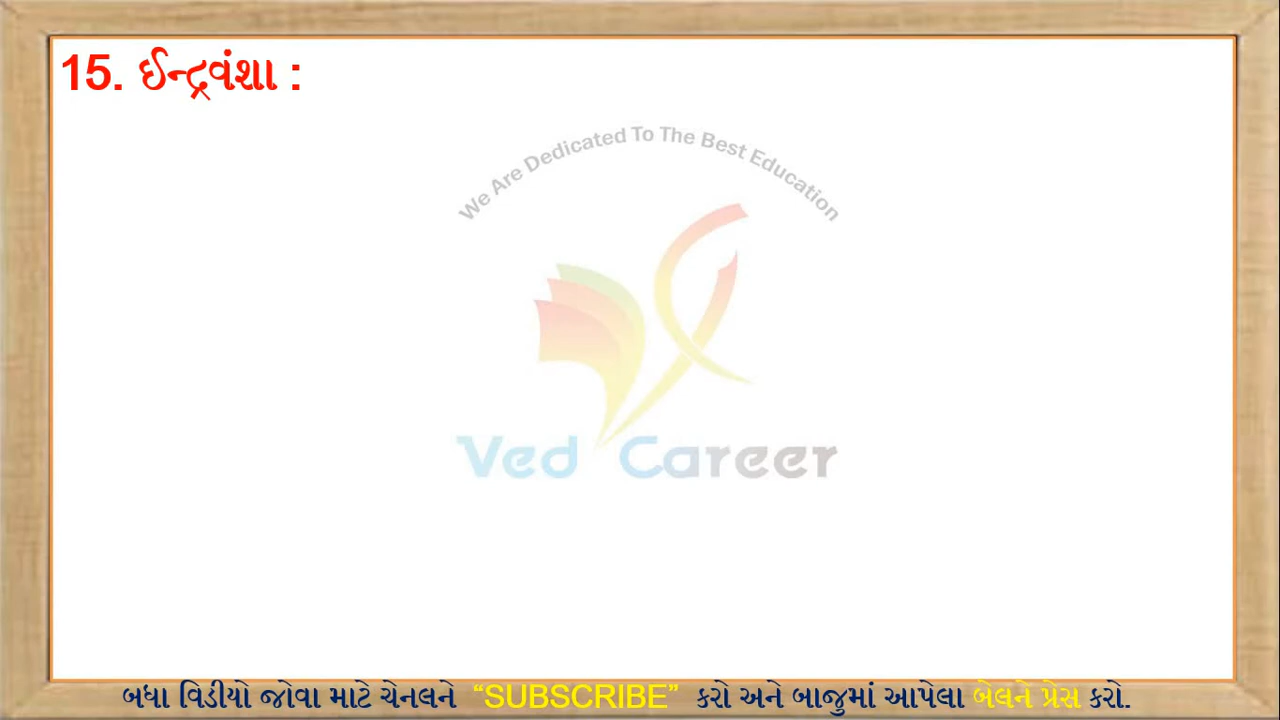 15. ઈન્દ્રવંશા :
We Are Dedicated To The Best Education
Ved Career
બધા વિડીયો જોવા માટે ચેનલને “SUBSCRIBE” કરો અને બાજુમાં આપેલા બેલને પ્રેસ કરો.